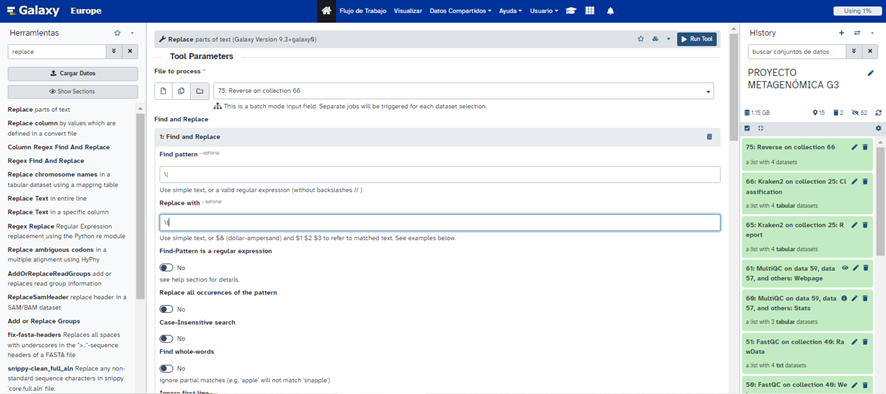 Galaxy Europe
Flujo de Trabajo Visualizar Datos Compartidos Ayuda Usuario
Using 1%
Herramientas
replace
Cargar Datos
Show Sections
Replace parts of text
Replace column by values which are
defined in a convert file
Column Regex Find And Replace
Regex Find And Replace
Replace chromosome names in a
tabular dataset using a mapping table
Replace Text in entire line
Replace Text in a specific column
Regex Replace Regular Expression
replacement using the Python re module
Replace ambiguous codons in a
multiple alignment using HyPhy
AddOrReplaceReadGroups add or
replaces read group information
ReplaceSamHeader replace header in a
SAM/BAM dataset
Add or Replace Groups
fix-fasta-headers Replaces all spaces
with underscores in the ">.."-sequence
headers of a FASTA file
snippy-clean_full_aln Replace any non-
standard sequence characters in snippy
'core.full.aln' file.
Replace parts of text (Galaxy Version 9.3+galaxy0)
Run Tool
Tool Parameters
File to process *
75: Reverse on collection 66
This is a batch mode input field. Separate jobs will be triggered for each dataset selection.
Find and Replace
1: Find and Replace
Find pattern - optional
\|
Use simple text, or a valid regular expression (without backslashes // )
Replace with - optional
Use simple text, or $& (dollar-ampersand) and $1 $2 $3 to refer to matched text. See examples below.
Find-Pattern is a regular expression
No
see help section for details.
Replace all occurences of the pattern
No
Case-Insensitive search
No
Find whole-words
No
ignore partial matches (e.g. 'apple' will not match 'snapple')
Ignore first line
History
buscar conjuntos de datos
PROYECTO
METAGENÓMICA G3
1.15 GB 15 2 62
75: Reverse on collection 66
a list with 4 datasets
66: Kraken2 on collection 25: Cl
assification
a list with 4 tabular datasets
65: Kraken2 on collection 25: R
eport
a list with 4 tabular datasets
61: MultiQC on data 59, data
57, and others: Webpage
60: MultiQC on data 59, data
57, and others: Stats
a list with 3 tabular datasets
51: FastQC on collection 40: Ra
wData
a list with 4 txt datasets
50: FastQC on collection 40: We